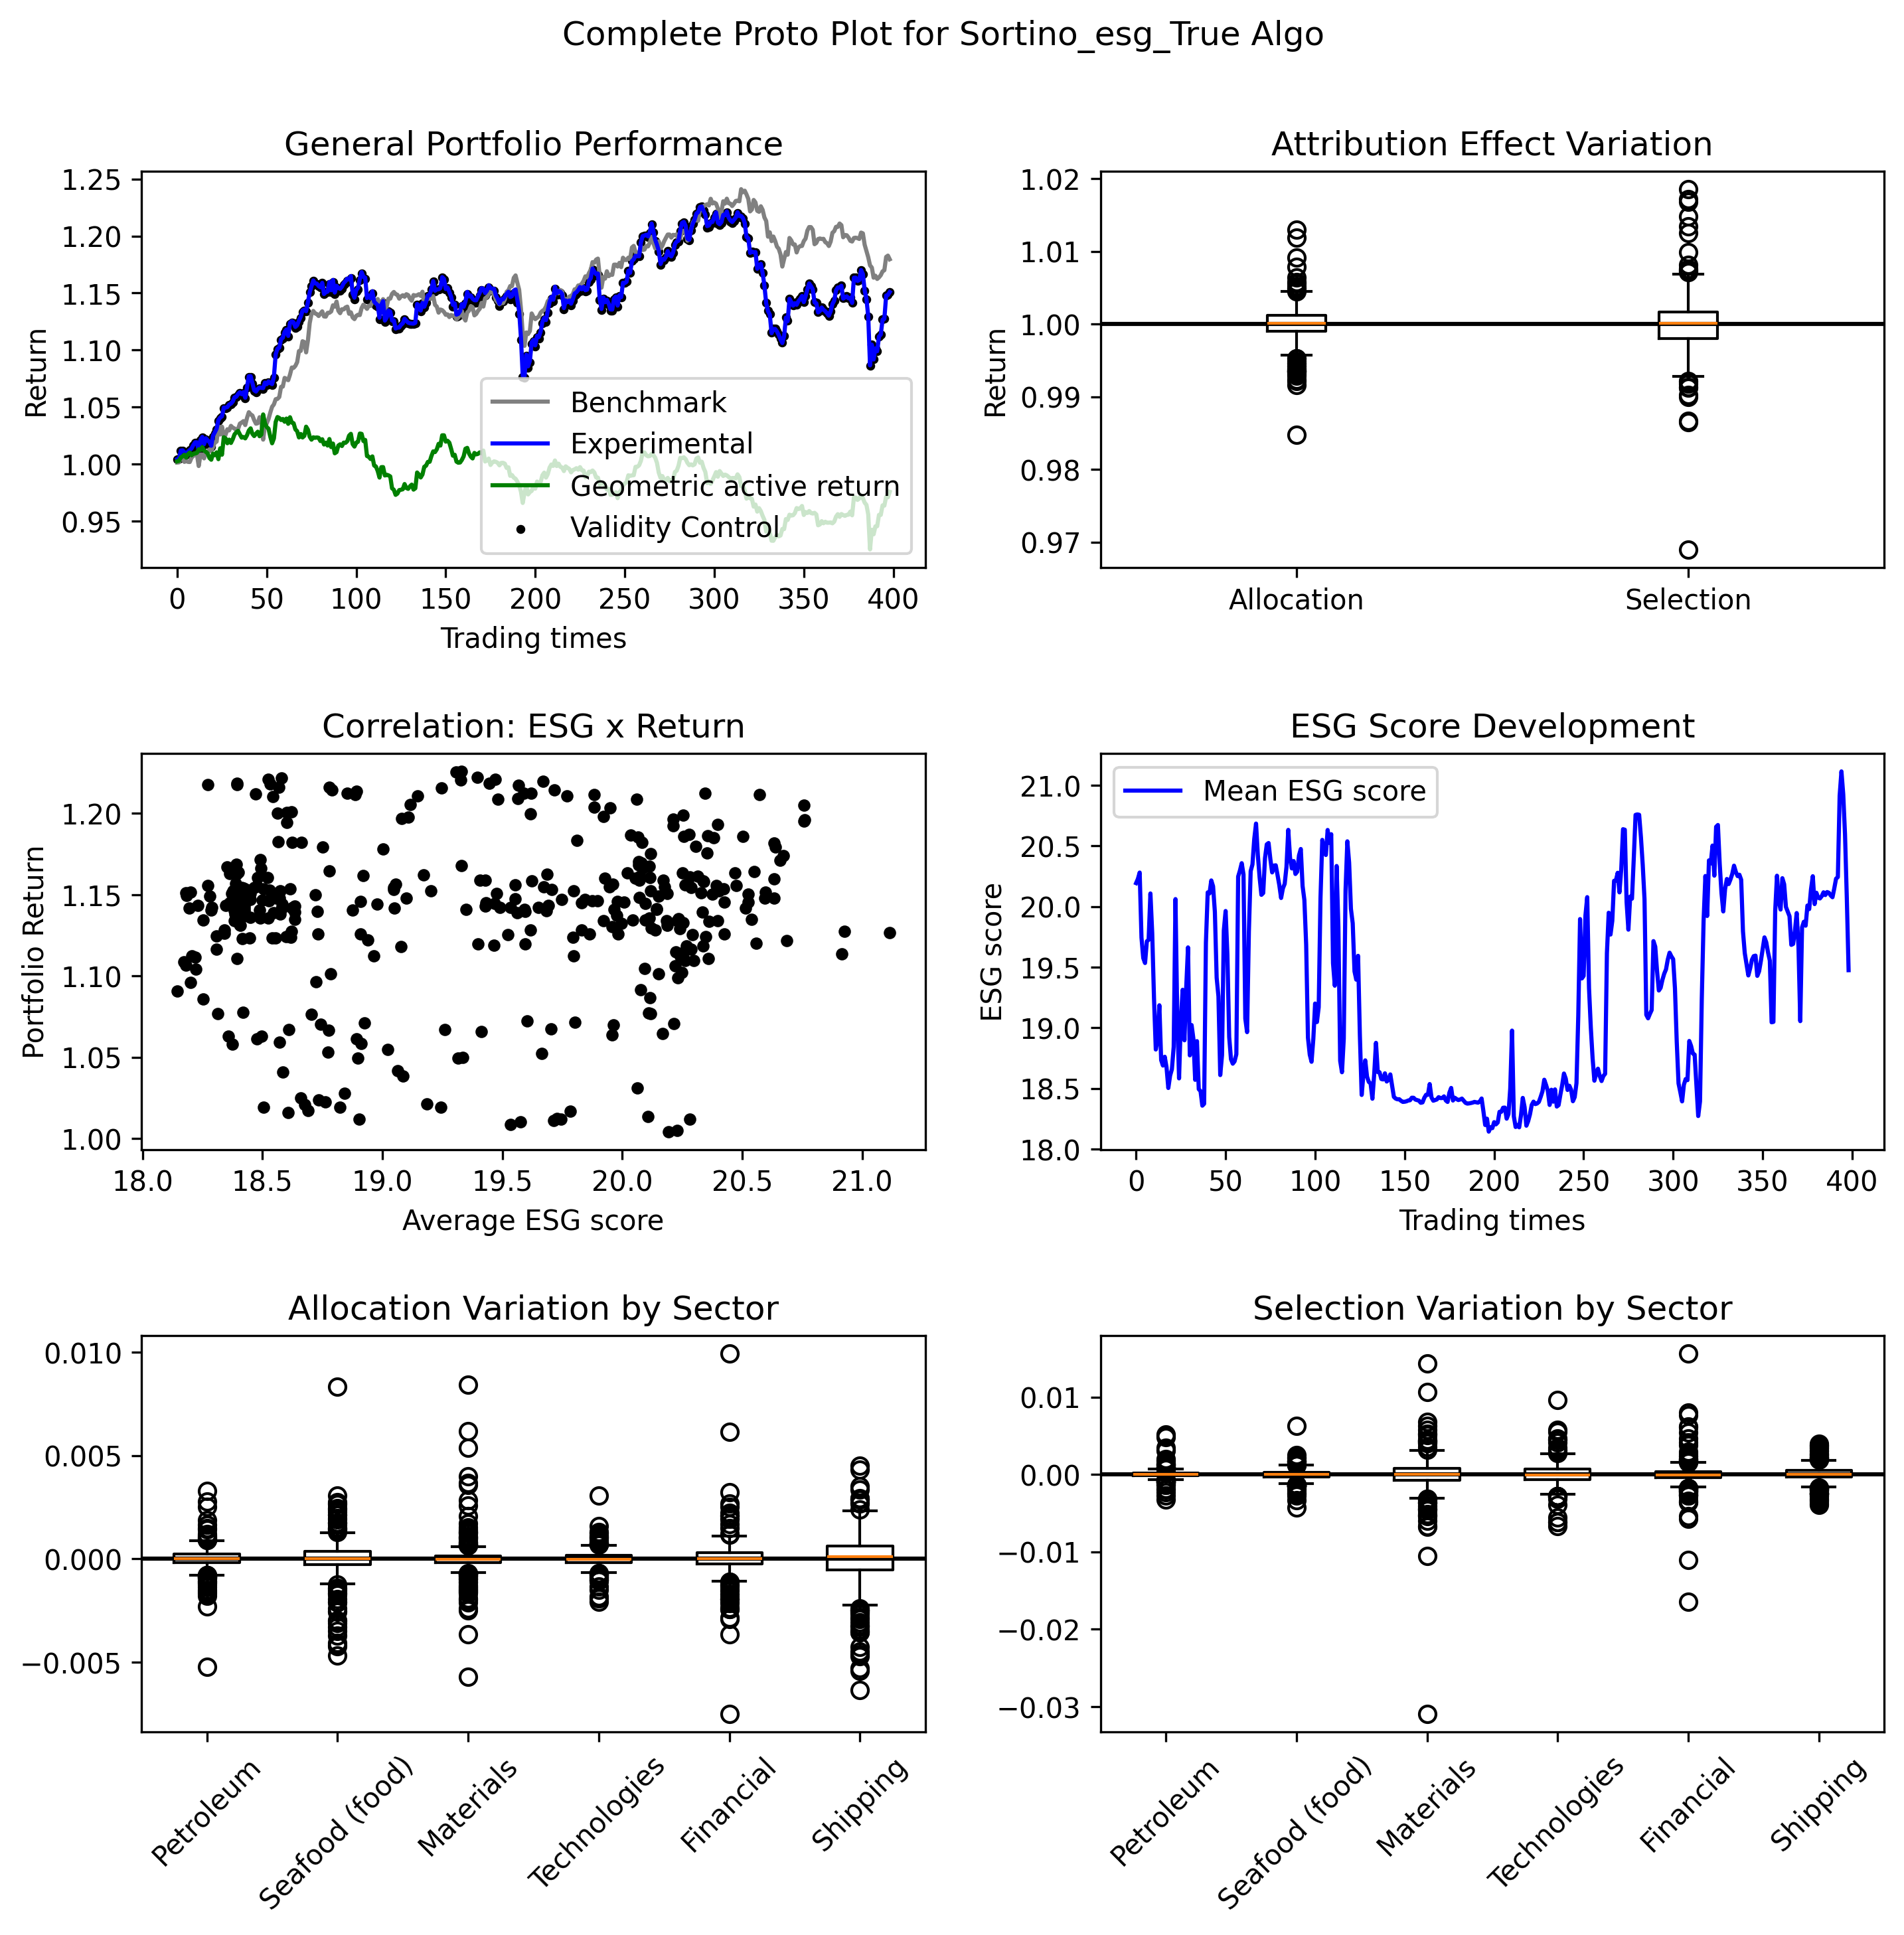 Complete Proto Plot for Sortino_esg_True Algo
General Portfolio Performance
1.25
1.20
1.15
1.10
1.05
1.00
0.95
Return
Benchmark
Experimental
Geometric active return
Validity Control
0 50 100 150 200 250 300 350 400
Trading times
Attribution Effect Variation
1.02
1.01
1.00
0.99
0.98
0.97
Return
Allocation Selection
Correlation: ESG x Return
1.20
1.15
1.10
1.05
1.00
Portfolio Return
18.0 18.5 19.0 19.5 20.0 20.5 21.0
Average ESG score
ESG Score Development
21.0
20.5
20.0
19.5
19.0
18.5
18.0
ESG score
Mean ESG score
0 50 100 150 200 250 300 350 400
Trading times
Allocation Variation by Sector
0.010
0.005
0.000
−0.005
Petroleum
Seafood (food)
Materials
Technologies
Financial
Shipping
Selection Variation by Sector
0.01
0.00
−0.01
−0.02
−0.03
Petroleum
Seafood (food)
Materials
Technologies
Financial
Shipping